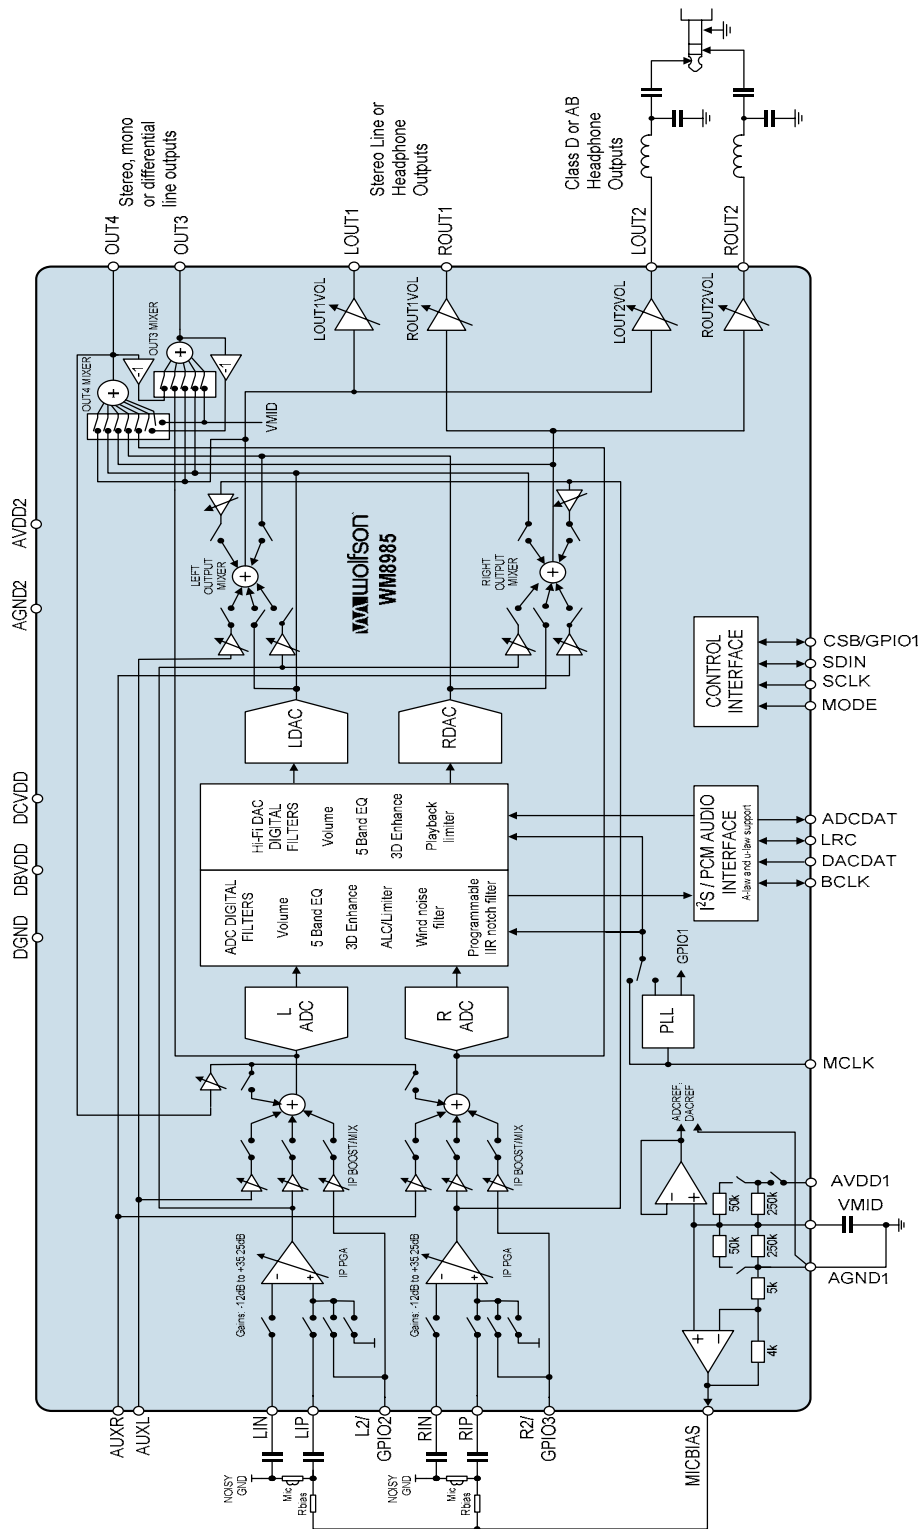 OUT4
Stereo, mono
or differential
line outputs
OUT3
LOUT1
Stereo Line or
Headphone
Outputs
ROUT1
LOUT2
Class D or AB
Headphone
Outputs
ROUT2
OUT4 MIXER
-1
OUT3 MIXER
-1
VMID
LOUT1VOL
ROUT1VOL
LOUT2VOL
ROUT2VOL
AVDD2
AGND2
DCVDD
DBVDD
DGND
LEFT
OUTPUT
MIXER
wolfson
WM8985
RIGHT
OUTPUT
MIXER
LDAC
RDAC
Hi-Fi DAC
DIGITAL
FILTERS
Volume
5 Band EQ
3D Enhance
Playback
limiter
ADC DIGITAL
FILTERS
Volume
5 Band EQ
3D Enhance
ALC/Limiter
Wind noise
filter
Programmable
IIR notch filter
CONTROL
INTERFACE
CSB/GPIO1
SDIN
SCLK
MODE
I²S / PCM AUDIO
INTERFACE
A-law and u-law support
ADCDAT
LRC
DACDAT
BCLK
L
ADC
R
ADC
PLL
GPIO1
MCLK
IP BOOST/MIX
IP BOOST/MIX
ADCREF:
DACREF
50k
250k
50k
250k
5k
4k
AVDD1
VMID
AGND1
Gains: -12dB to +35.25dB
IP PGA
Gains: -12dB to +35.25dB
IP PGA
+
-
+
-
+
-
+
-
+
+
+
+
+
+
AUXR
AUXL
LIN
LIP
L2/
GPIO2
RIN
RIP
R2/
GPIO3
MICBIAS
NOISY
GND
Mic
Rbias
NOISY
GND
Mic
Rbias